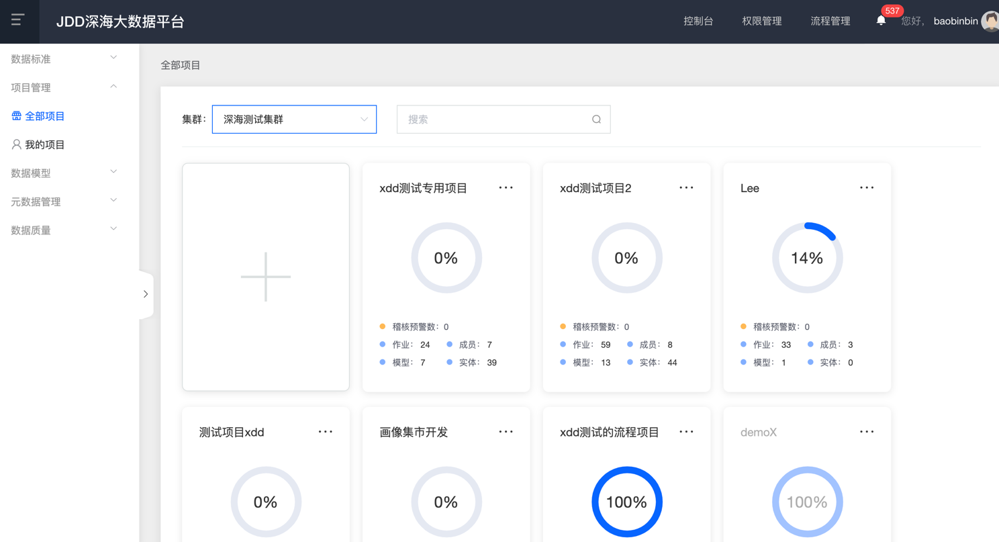 JDD深海大数据平台
控制台 权限管理 流程管理 537 您好， baobinbin
数据标准
项目管理
全部项目
我的项目
数据模型
元数据管理
数据质量
全部项目
集群： 深海测试集群 搜索
xdd测试专用项目
0%
稽核预警数：0
作业： 24 成员： 7
模型： 7 实体： 39
xdd测试项目2
0%
稽核预警数：0
作业： 59 成员： 8
模型： 13 实体： 44
Lee
14%
稽核预警数：0
作业： 33 成员： 3
模型： 1 实体： 0
测试项目xdd
0%
画像集市开发
0%
xdd测试的流程项目
100%
demoX
100%